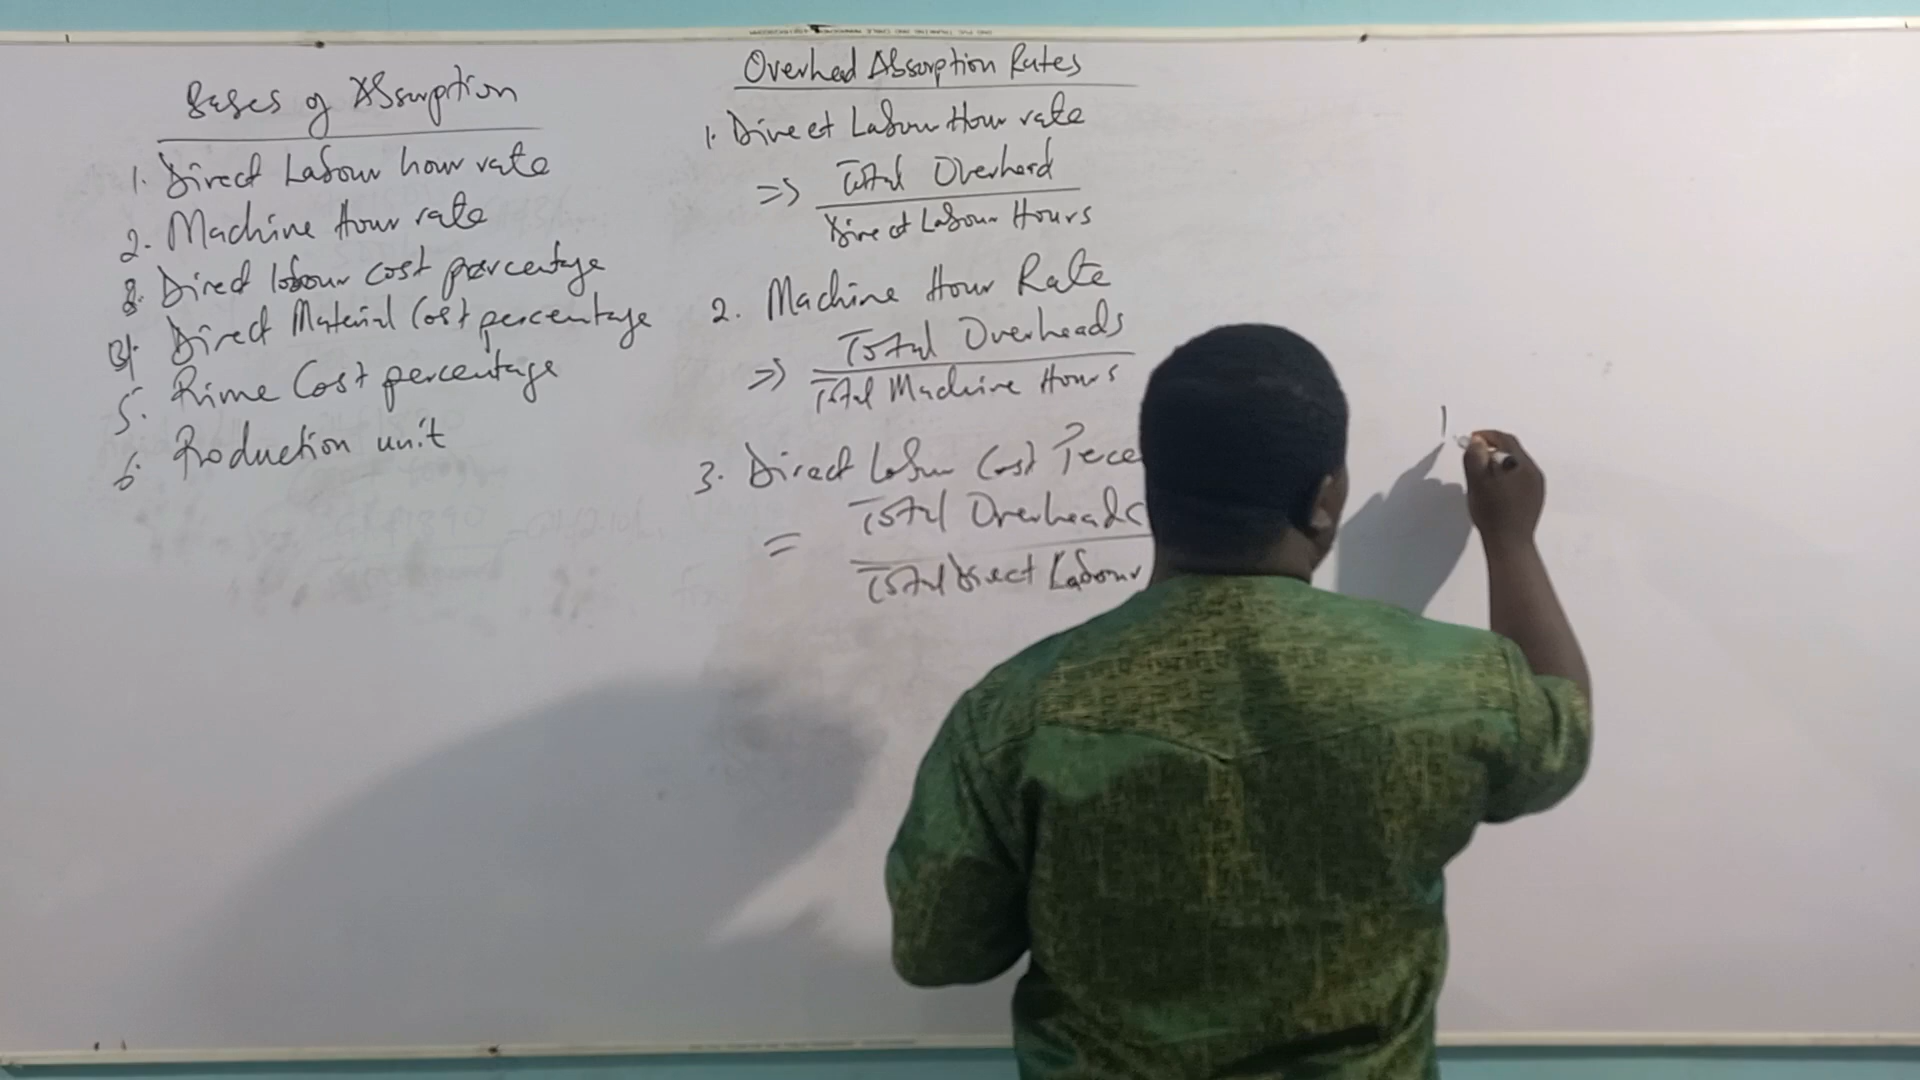 Bases of Absorption
1. Direct Labour hour rate
2. Machine Hour rate
3. Direct labour cost percentage
4. Direct Material Cost percentage
5. Prime Cost percentage
6. Production unit
Overhead Absorption Rates
1. Direct Labour Hour rate
=> Total Overhead
Direct Labour Hours
2. Machine Hour Rate
=> Total Overheads
Total Machine Hours
3. Direct Labour Cost Perce
= Total Overheads
Total Direct Labour
1